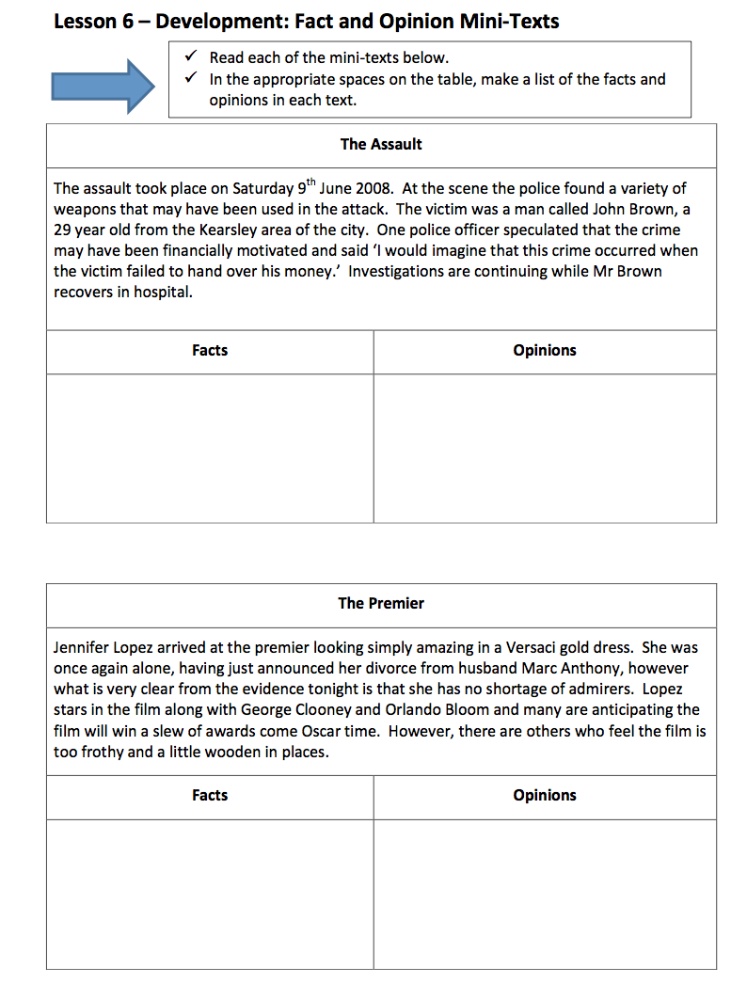 Lesson 6 – Development: Fact and Opinion Mini-Texts
✓ Read each of the mini-texts below.
✓ In the appropriate spaces on the table, make a list of the facts and
opinions in each text.
The Assault
The assault took place on Saturday 9th June 2008. At the scene the police found a variety of
weapons that may have been used in the attack. The victim was a man called John Brown, a
29 year old from the Kearsley area of the city. One police officer speculated that the crime
may have been financially motivated and said ‘I would imagine that this crime occurred when
the victim failed to hand over his money.’ Investigations are continuing while Mr Brown
recovers in hospital.
Facts
Opinions
The Premier
Jennifer Lopez arrived at the premier looking simply amazing in a Versaci gold dress. She was
once again alone, having just announced her divorce from husband Marc Anthony, however
what is very clear from the evidence tonight is that she has no shortage of admirers. Lopez
stars in the film along with George Clooney and Orlando Bloom and many are anticipating the
film will win a slew of awards come Oscar time. However, there are others who feel the film is
too frothy and a little wooden in places.
Facts
Opinions